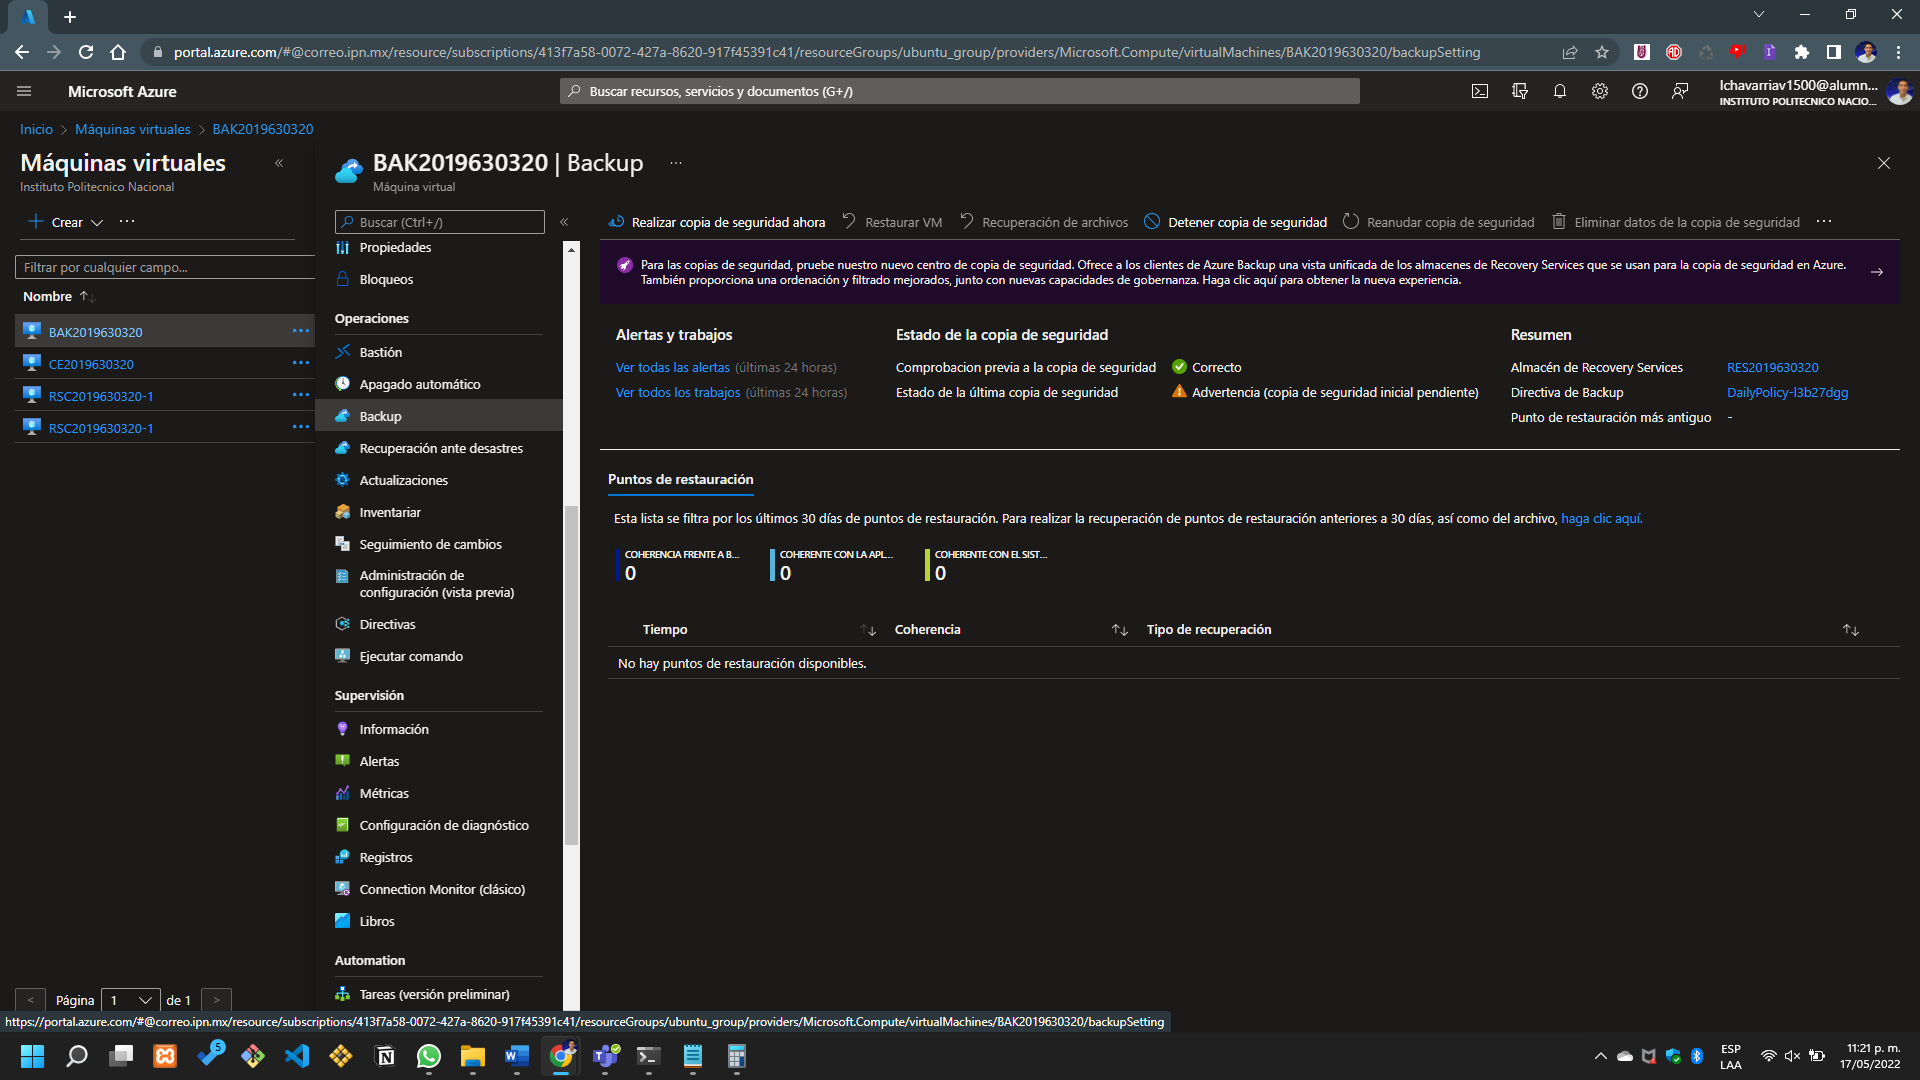 portal.azure.com/#@correo.ipn.mx/resource/subscriptions/413f7a58-0072-427a-8620-917f45391c41/resourceGroups/ubuntu_group/providers/Microsoft.Compute/virtualMachines/BAK2019630320/backupSetting
Microsoft Azure
Buscar recursos, servicios y documentos (G+/)
lchavarriav1500@alumn...
INSTITUTO POLITECNICO NACIO...
Inicio > Máquinas virtuales > BAK2019630320
Máquinas virtuales
Instituto Politecnico Nacional
Crear
Filtrar por cualquier campo...
Nombre
BAK2019630320
CE2019630320
RSC2019630320-1
RSC2019630320-1
< Página 1 de 1 >
BAK2019630320 | Backup
Máquina virtual
Buscar (Ctrl+/)
Propiedades
Bloqueos
Operaciones
Bastión
Apagado automático
Backup
Recuperación ante desastres
Actualizaciones
Inventariar
Seguimiento de cambios
Administración de
configuración (vista previa)
Directivas
Ejecutar comando
Supervisión
Información
Alertas
Métricas
Configuración de diagnóstico
Registros
Connection Monitor (clásico)
Libros
Automation
Tareas (versión preliminar)
Realizar copia de seguridad ahora Restaurar VM Recuperación de archivos Detener copia de seguridad Reanudar copia de seguridad Eliminar datos de la copia de seguridad
Para las copias de seguridad, pruebe nuestro nuevo centro de copia de seguridad. Ofrece a los clientes de Azure Backup una vista unificada de los almacenes de Recovery Services que se usan para la copia de seguridad en Azure.
También proporciona una ordenación y filtrado mejorados, junto con nuevas capacidades de gobernanza. Haga clic aquí para obtener la nueva experiencia.
Alertas y trabajos
Ver todas las alertas (últimas 24 horas)
Ver todos los trabajos (últimas 24 horas)
Estado de la copia de seguridad
Comprobacion previa a la copia de seguridad Correcto
Estado de la última copia de seguridad Advertencia (copia de seguridad inicial pendiente)
Resumen
Almacén de Recovery Services RES2019630320
Directiva de Backup DailyPolicy-l3b27dgg
Punto de restauración más antiguo -
Puntos de restauración
Esta lista se filtra por los últimos 30 días de puntos de restauración. Para realizar la recuperación de puntos de restauración anteriores a 30 días, así como del archivo, haga clic aquí.
COHERENCIA FRENTE A B... COHERENTE CON LA APL... COHERENTE CON EL SIST...
0 0 0
Tiempo Coherencia Tipo de recuperación
No hay puntos de restauración disponibles.
https://portal.azure.com/#@correo.ipn.mx/resource/subscriptions/413f7a58-0072-427a-8620-917f45391c41/resourceGroups/ubuntu_group/providers/Microsoft.Compute/virtualMachines/BAK2019630320/backupSetting
5
ESP
LAA
11:21 p. m.
17/05/2022